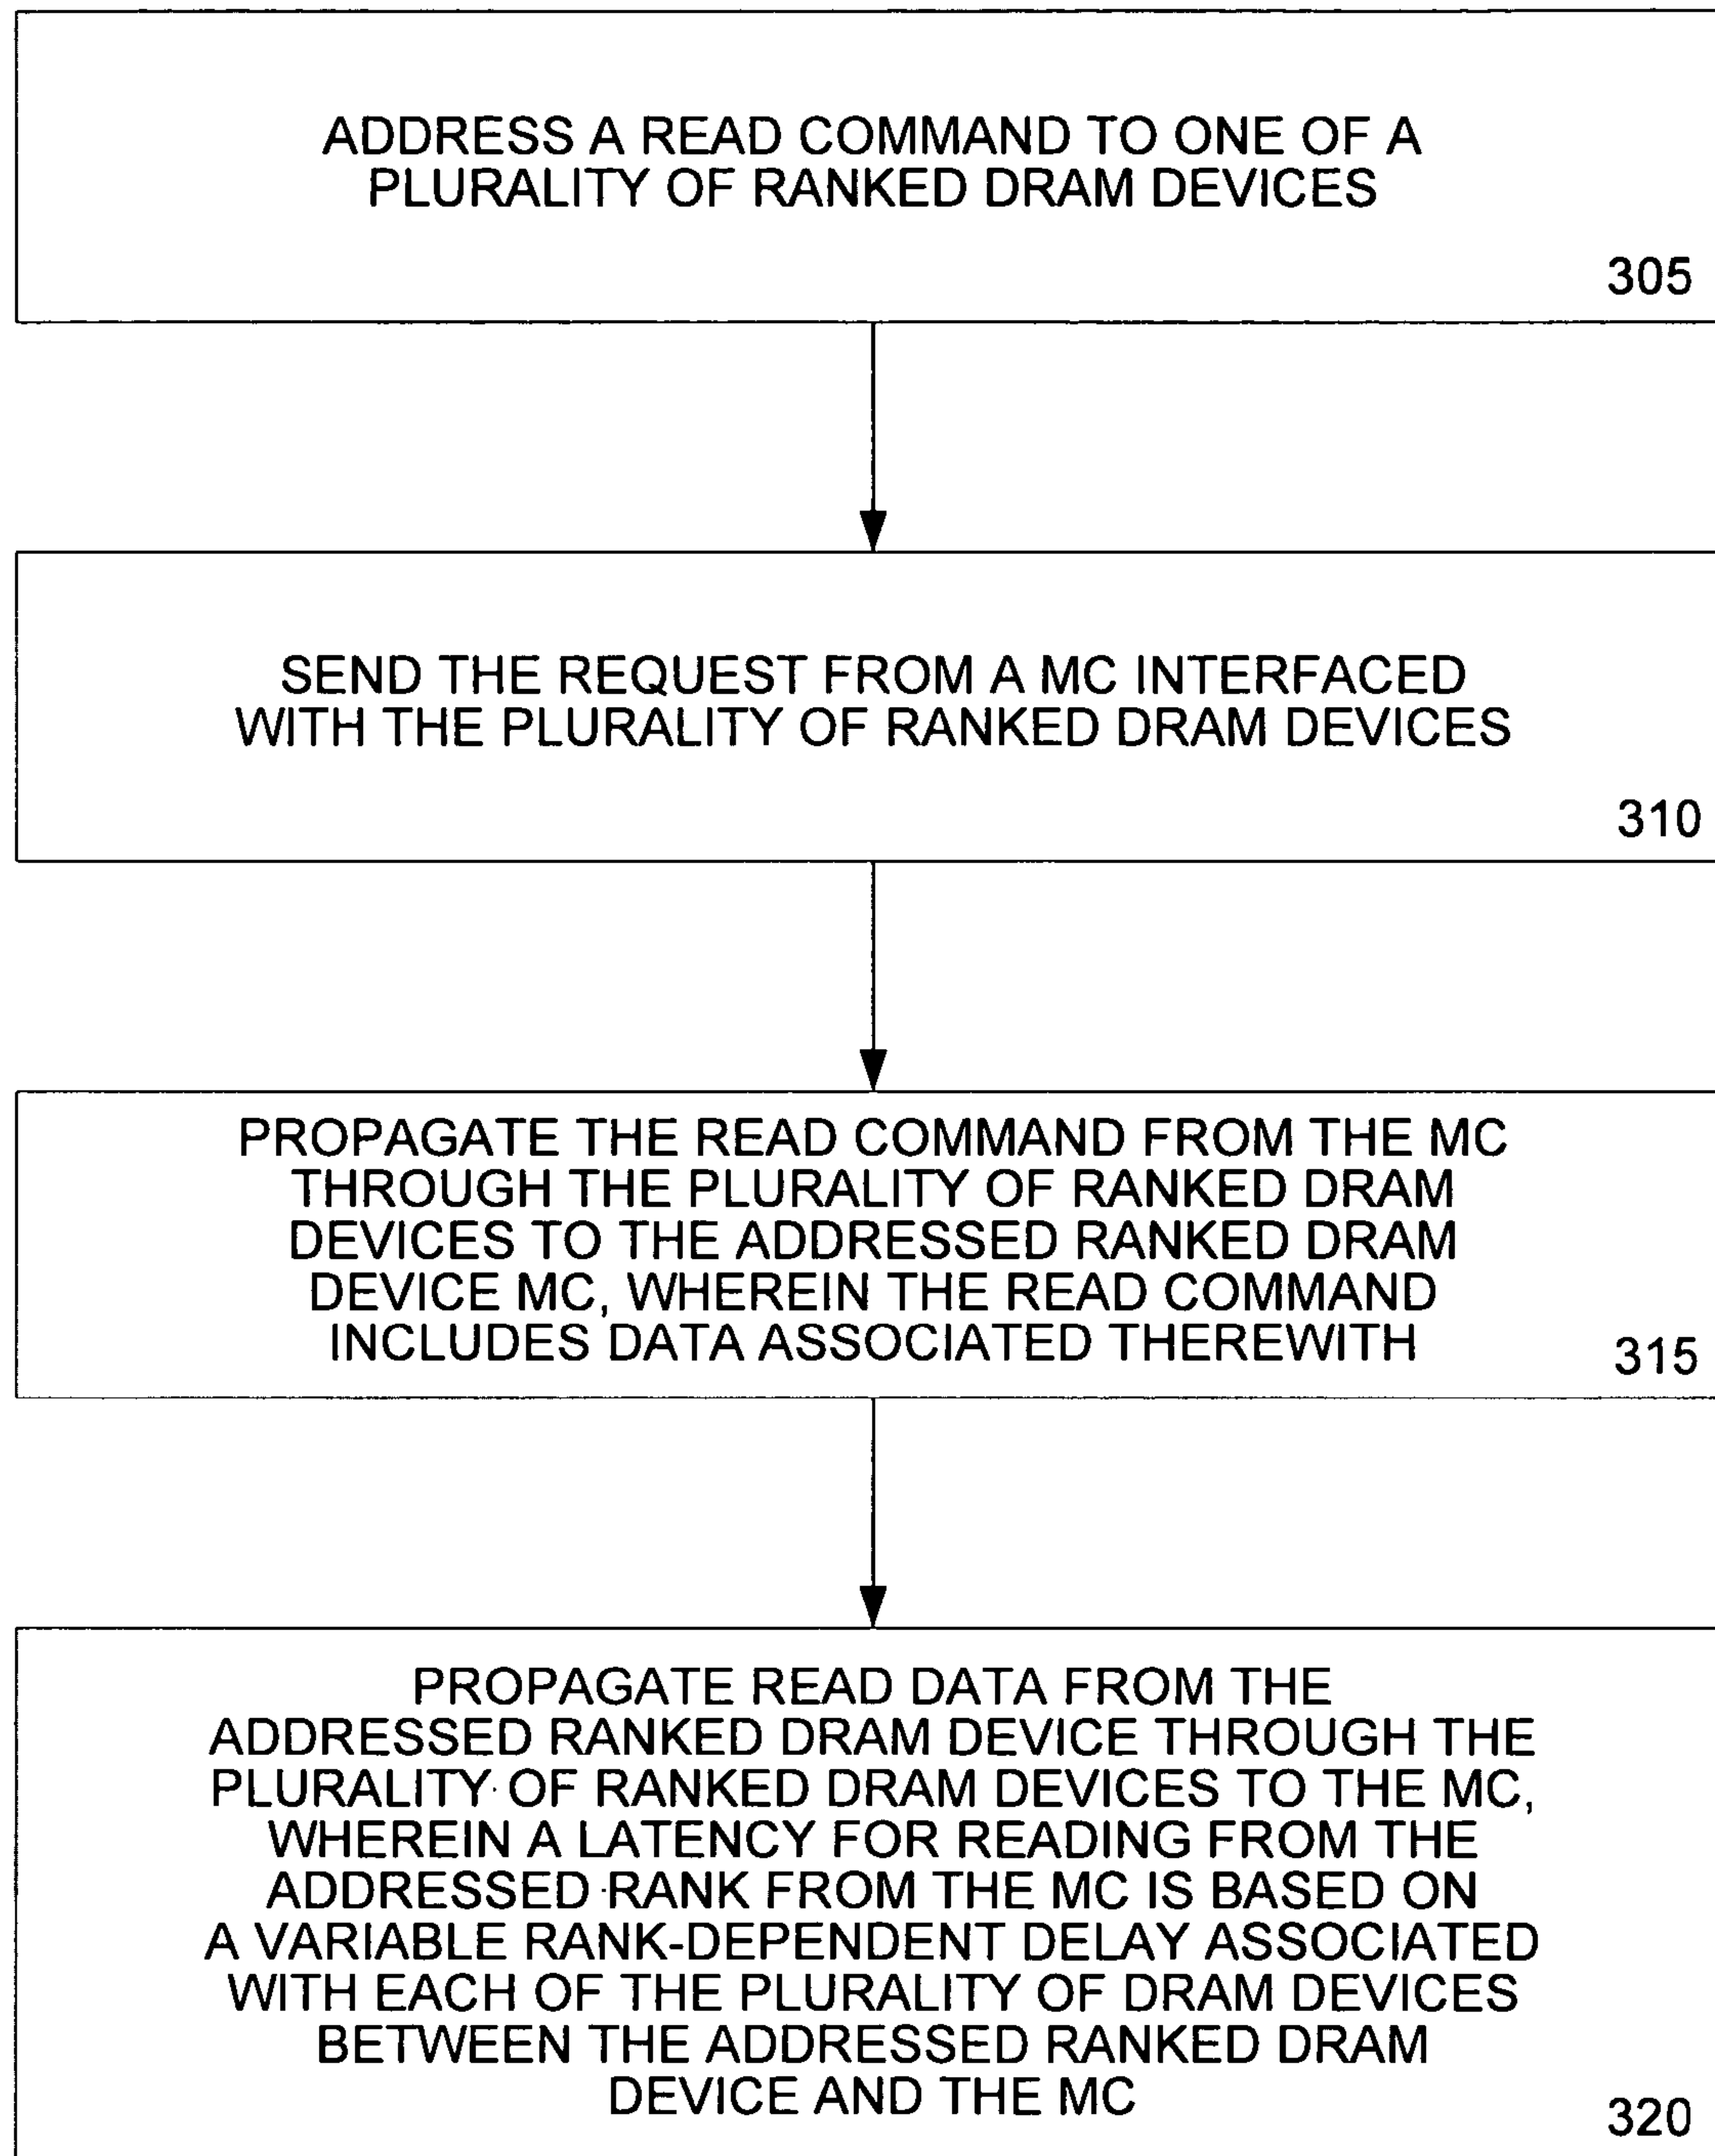 ADDRESS A READ COMMAND TO ONE OF A
PLURALITY OF RANKED DRAM DEVICES
305
SEND THE REQUEST FROM A MC INTERFACED
WITH THE PLURALITY OF RANKED DRAM DEVICES
310
PROPAGATE THE READ COMMAND FROM THE MC
THROUGH THE PLURALITY OF RANKED DRAM
DEVICES TO THE ADDRESSED RANKED DRAM
DEVICE MC, WHEREIN THE READ COMMAND
INCLUDES DATA ASSOCIATED THEREWITH
315
PROPAGATE READ DATA FROM THE
ADDRESSED RANKED DRAM DEVICE THROUGH THE
PLURALITY OF RANKED DRAM DEVICES TO THE MC,
WHEREIN A LATENCY FOR READING FROM THE
ADDRESSED RANK FROM THE MC IS BASED ON
A VARIABLE RANK-DEPENDENT DELAY ASSOCIATED
WITH EACH OF THE PLURALITY OF DRAM DEVICES
BETWEEN THE ADDRESSED RANKED DRAM
DEVICE AND THE MC
320